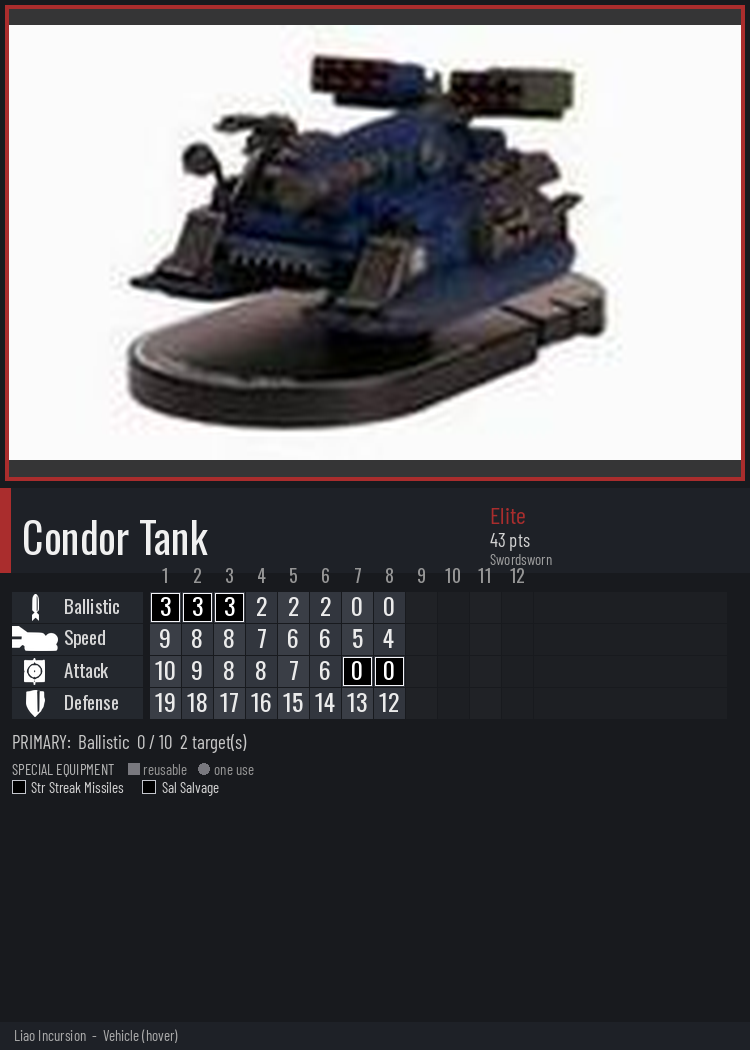 Condor Tank
Elite
43 pts
Swordsworn
1 2 3 4 5 6 7 8 9 10 11 12
Ballistic 3 3 3 2 2 2 0 0
Speed 9 8 8 7 6 6 5 4
Attack 10 9 8 8 7 6 0 0
Defense 19 18 17 16 15 14 13 12
PRIMARY: Ballistic 0 / 10 2 target(s)
SPECIAL EQUIPMENT reusable one use
Str Streak Missiles Sal Salvage
Liao Incursion - Vehicle (hover)